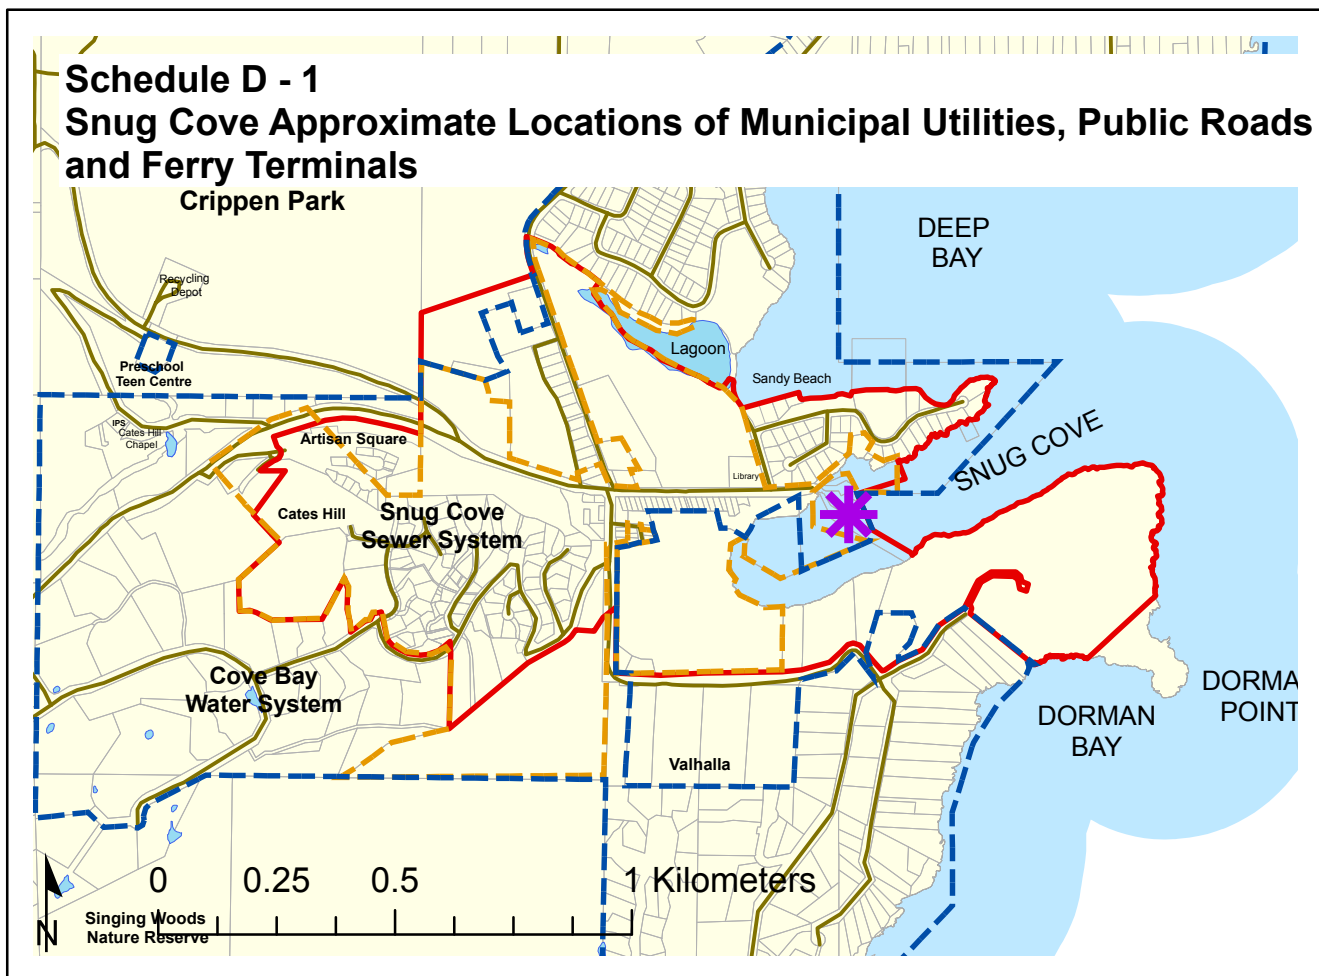 Schedule D - 1
Snug Cove Approximate Locations of Municipal Utilities, Public Roads
and Ferry Terminals
Crippen Park
DEEP
BAY
Recycling
Depot
Lagoon
Preschool
Teen Centre
Sandy Beach
IPS
Cates Hill
Chapel
Artisan Square
SNUG COVE
Library
Cates Hill
Snug Cove
Sewer System
Cove Bay
Water System
DORMA
POINT
DORMAN
BAY
Valhalla
0 0.25 0.5 1 Kilometers
Singing Woods
Nature Reserve
N